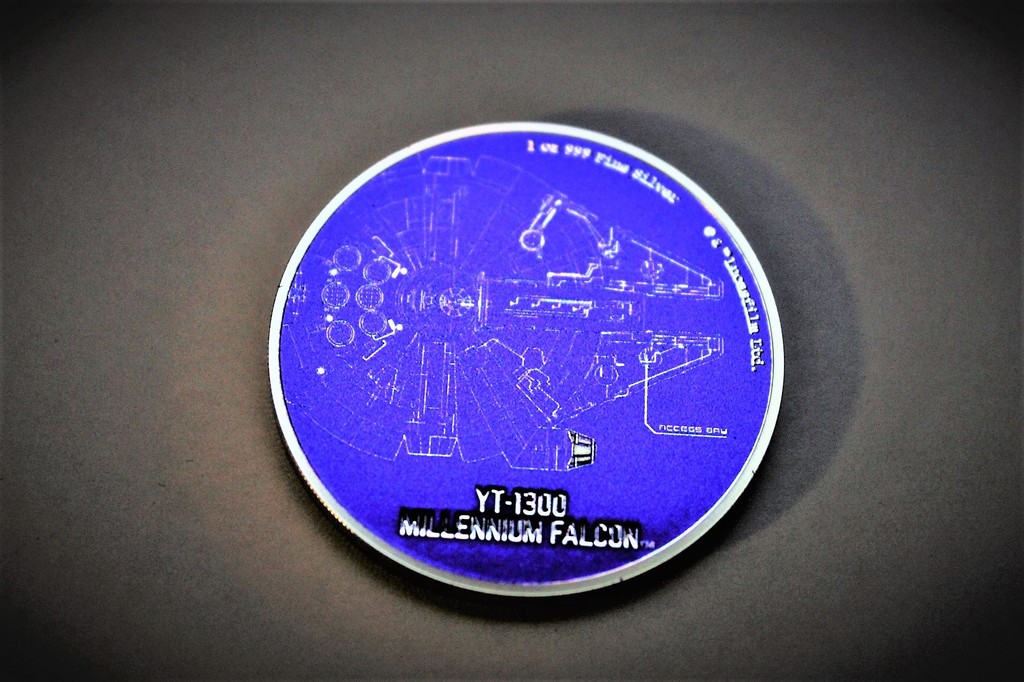 1 oz 999 Fine Silver
© & ™ Lucasfilm Ltd.
ACCESS BAY
YT-1300
MILLENNIUM FALCON™